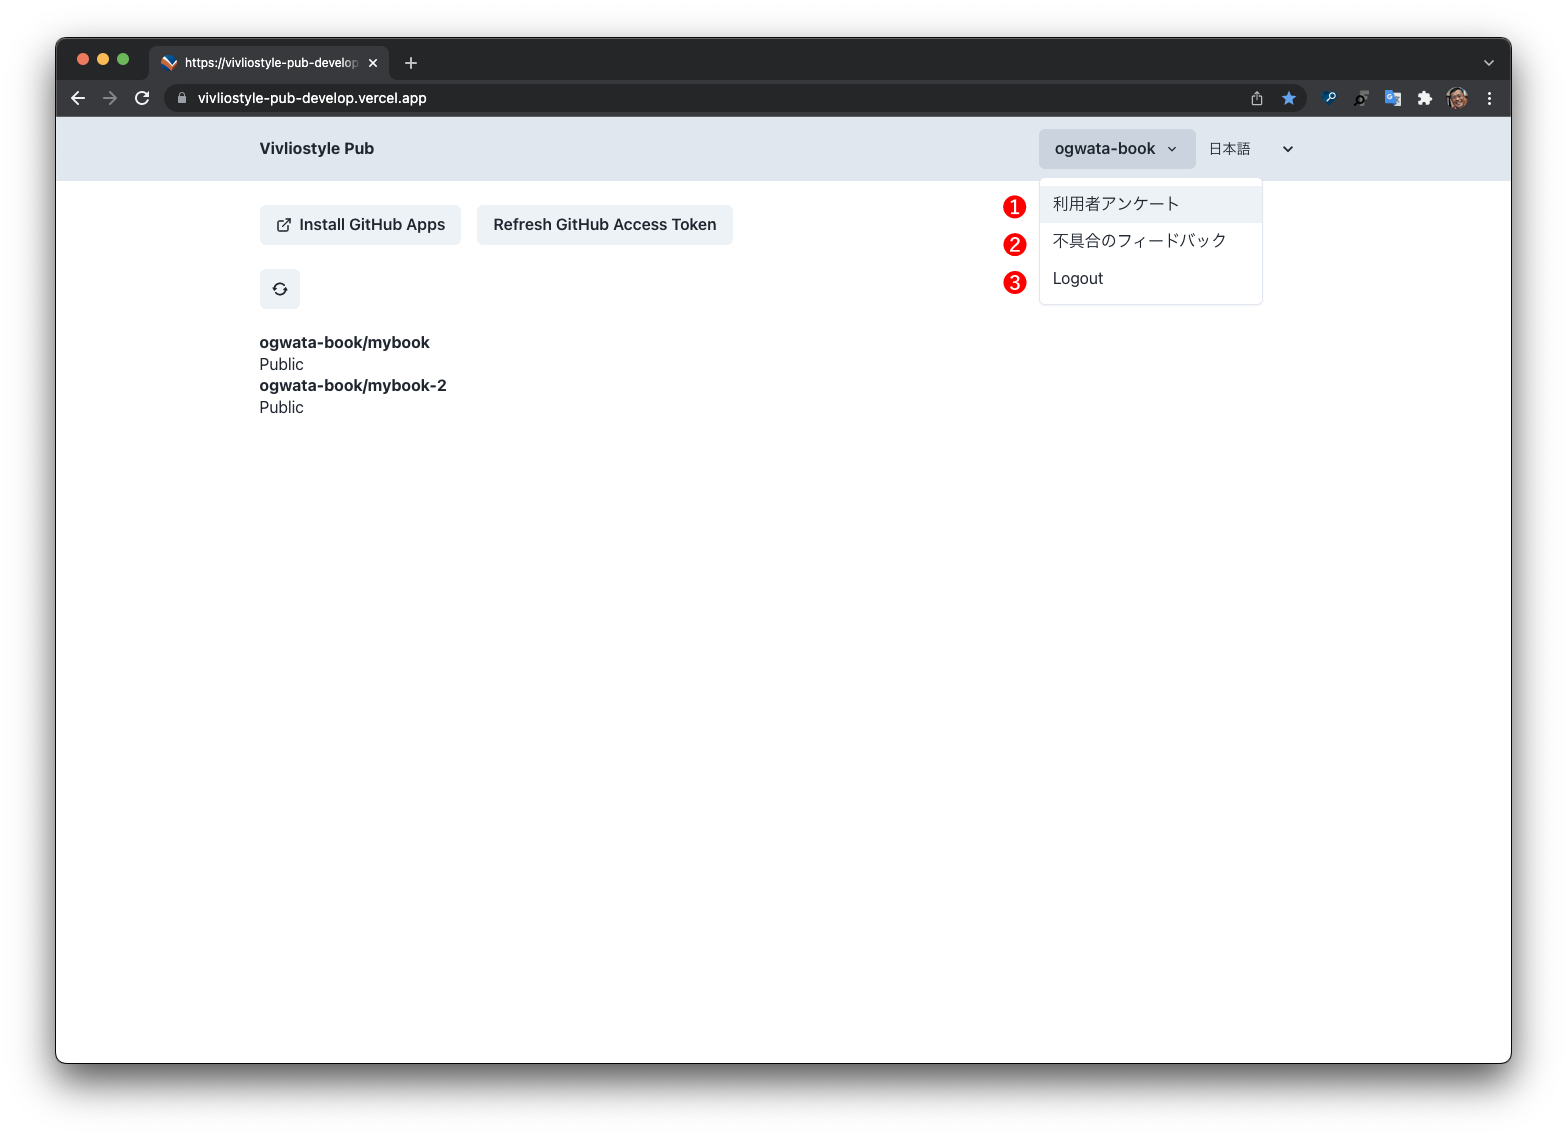 https://vivliostyle-pub-develop
vivliostyle-pub-develop.vercel.app
Vivliostyle Pub
ogwata-book
日本語
Install GitHub Apps
Refresh GitHub Access Token
1 利用者アンケート
2 不具合のフィードバック
3 Logout
ogwata-book/mybook
Public
ogwata-book/mybook-2
Public